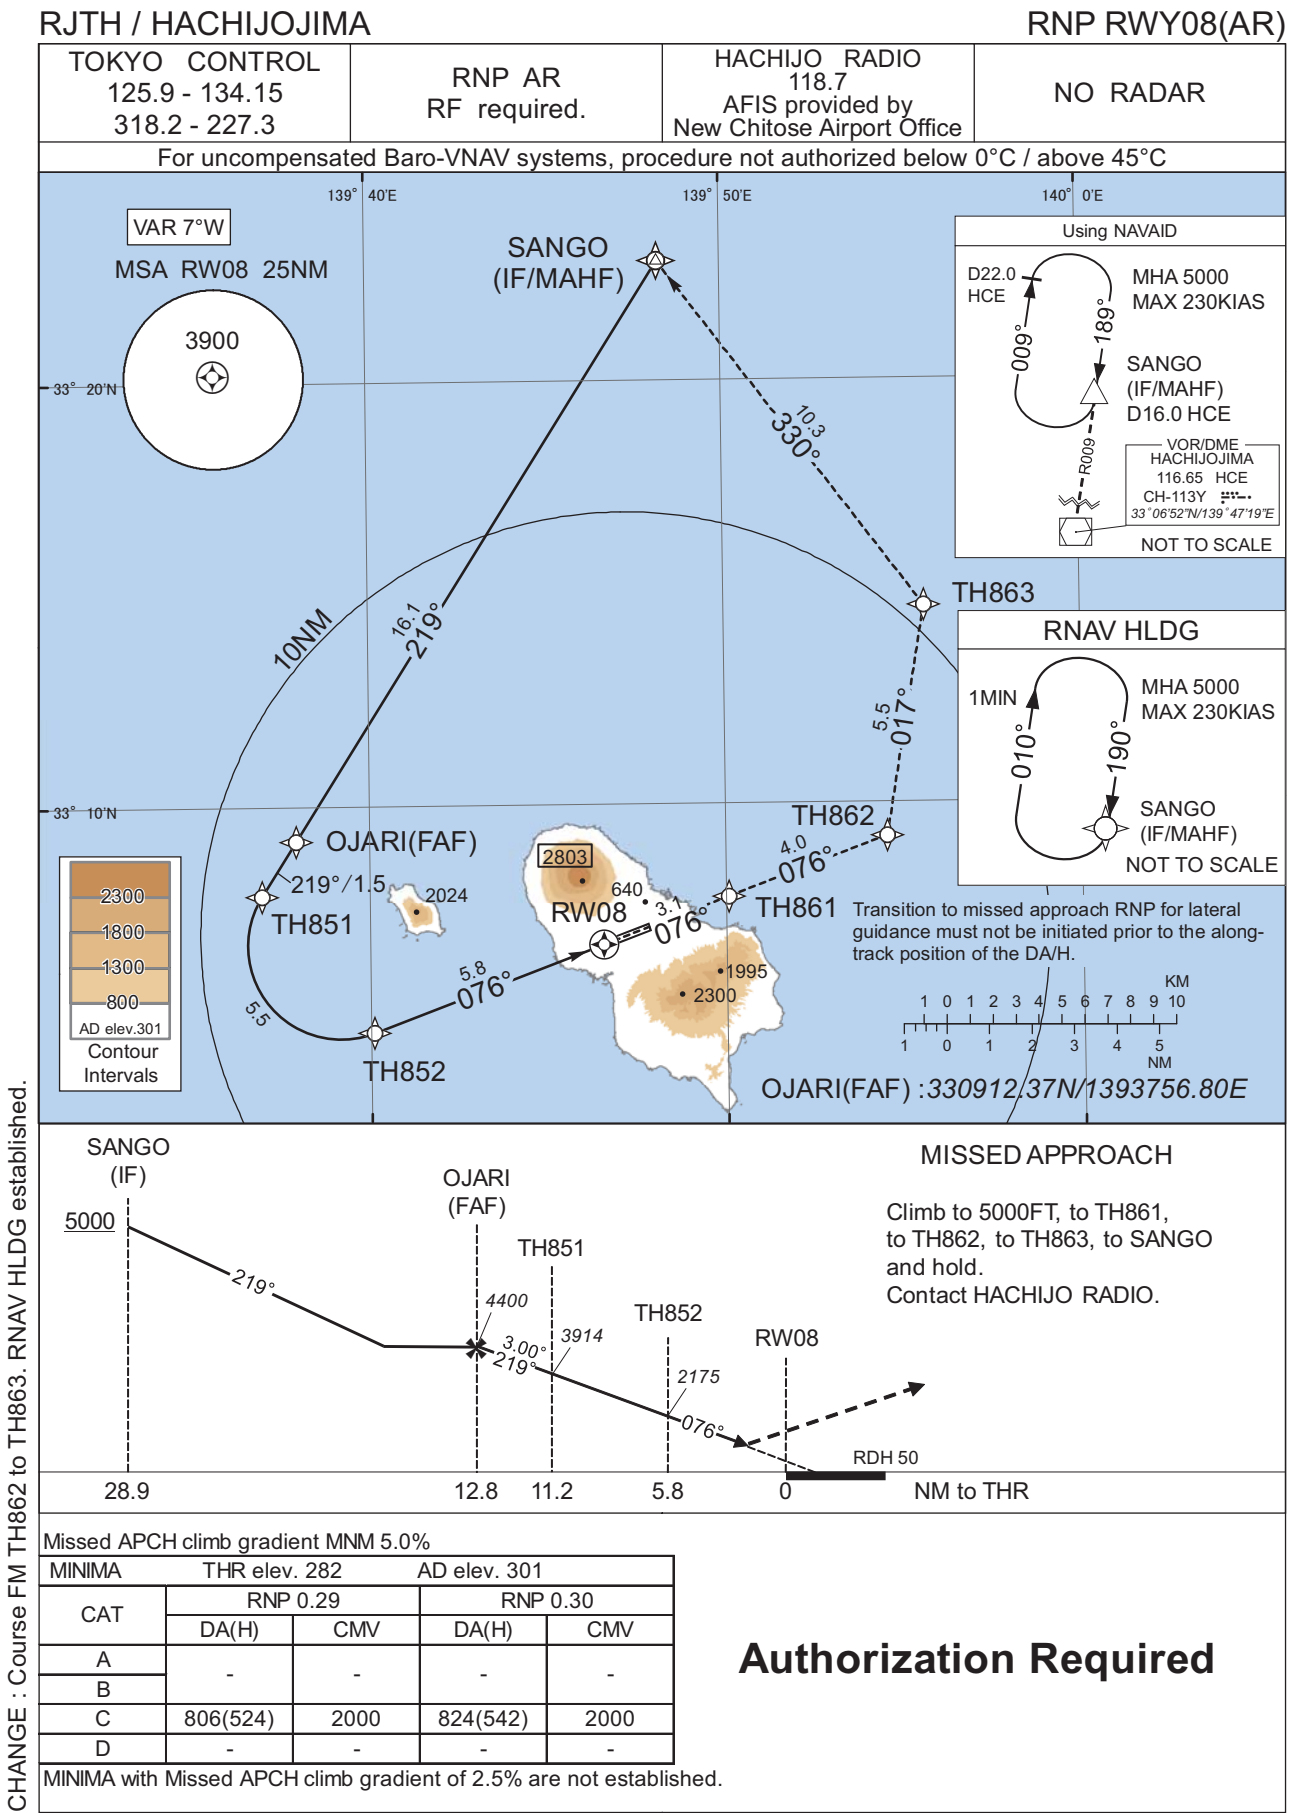 RJTH / HACHIJOJIMA
RNP RWY08(AR)
TOKYO CONTROL
125.9 - 134.15
318.2 - 227.3
RNP AR
RF required.
HACHIJO RADIO
118.7
AFIS provided by
New Chitose Airport Office
NO RADAR
For uncompensated Baro-VNAV systems, procedure not authorized below 0°C / above 45°C
139° 40'E
139° 50'E
140° 0'E
VAR 7°W
MSA RW08 25NM
3900
33° 20'N
33° 10'N
SANGO
(IF/MAHF)
Using NAVAID
D22.0
HCE
MHA 5000
MAX 230KIAS
009°
189°
SANGO
(IF/MAHF)
D16.0 HCE
R009
VOR/DME
HACHIJOJIMA
116.65 HCE
CH-113Y
33°06'52"N/139°47'19"E
NOT TO SCALE
10.3
330°
TH863
RNAV HLDG
1MIN
MHA 5000
MAX 230KIAS
010°
190°
SANGO
(IF/MAHF)
NOT TO SCALE
10NM
16.1
219°
5.5
017°
TH862
4.0
076°
OJARI(FAF)
219°/1.5
TH851
2024
2803
640
RW08
3.1
076°
TH861
1995
2300
5.8
076°
5.5
TH852
2300
1800
1300
800
AD elev.301
Contour
Intervals
Transition to missed approach RNP for lateral
guidance must not be initiated prior to the along-
track position of the DA/H.
KM
1 0 1 2 3 4 5 6 7 8 9 10
1 0 1 2 3 4 5
NM
OJARI(FAF) :330912.37N/1393756.80E
SANGO
(IF)
5000
219°
OJARI
(FAF)
4400
3.00°
219°
TH851
3914
TH852
2175
076°
RW08
RDH 50
28.9 12.8 11.2 5.8 0 NM to THR
MISSED APPROACH
Climb to 5000FT, to TH861,
to TH862, to TH863, to SANGO
and hold.
Contact HACHIJO RADIO.
Missed APCH climb gradient MNM 5.0%
MINIMA THR elev. 282 AD elev. 301
CAT RNP 0.29 RNP 0.30
DA(H) CMV DA(H) CMV
A
- - - -
B
C 806(524) 2000 824(542) 2000
D - - - -
MINIMA with Missed APCH climb gradient of 2.5% are not established.
Authorization Required
CHANGE : Course FM TH862 to TH863. RNAV HLDG established.